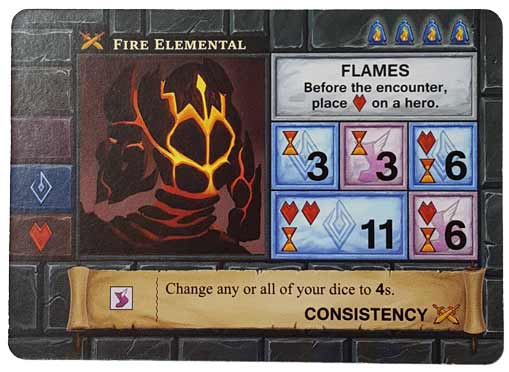 FIRE ELEMENTAL
FLAMES
Before the encounter,
place on a hero.
3 3 6
11 6
Change any or all of your dice to 4s.
CONSISTENCY